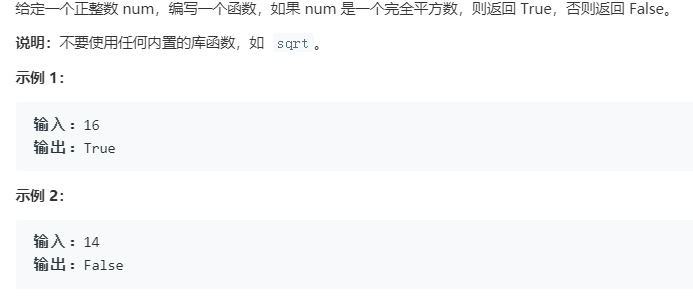 给定一个正整数 num，编写一个函数，如果 num 是一个完全平方数，则返回 True，否则返回 False。
说明：不要使用任何内置的库函数，如 sqrt。
示例 1：
输入：16
输出：True
示例 2：
输入：14
输出：False